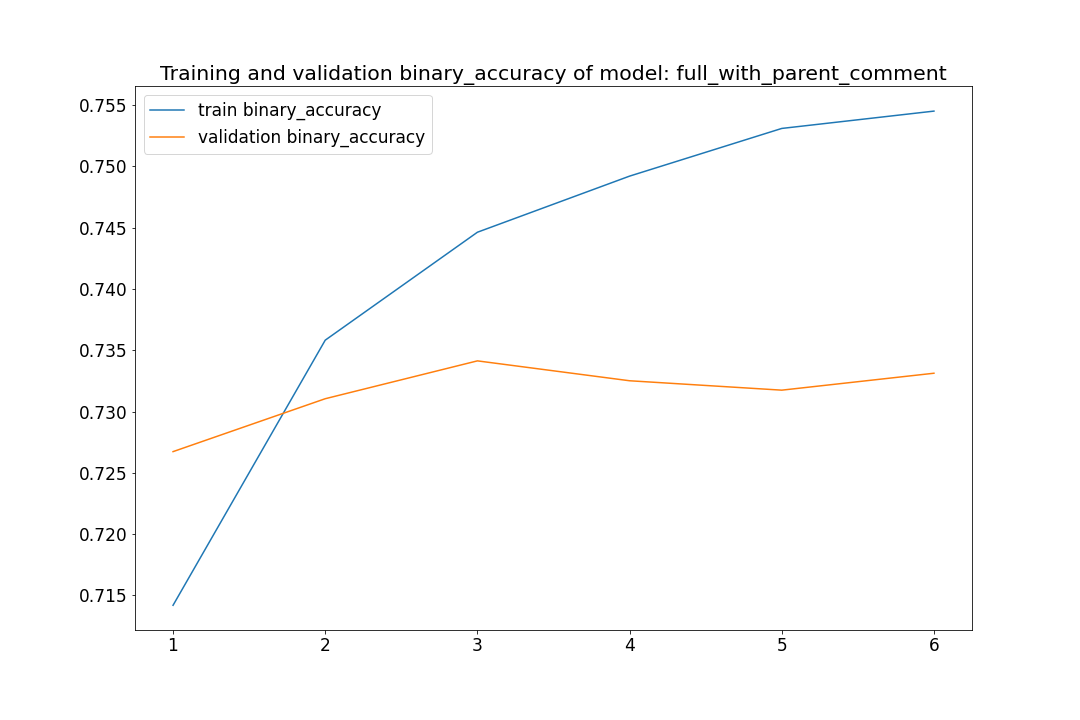 Training and validation binary_accuracy of model: full_with_parent_comment
train binary_accuracy
validation binary_accuracy
0.755
0.750
0.745
0.740
0.735
0.730
0.725
0.720
0.715
1 2 3 4 5 6